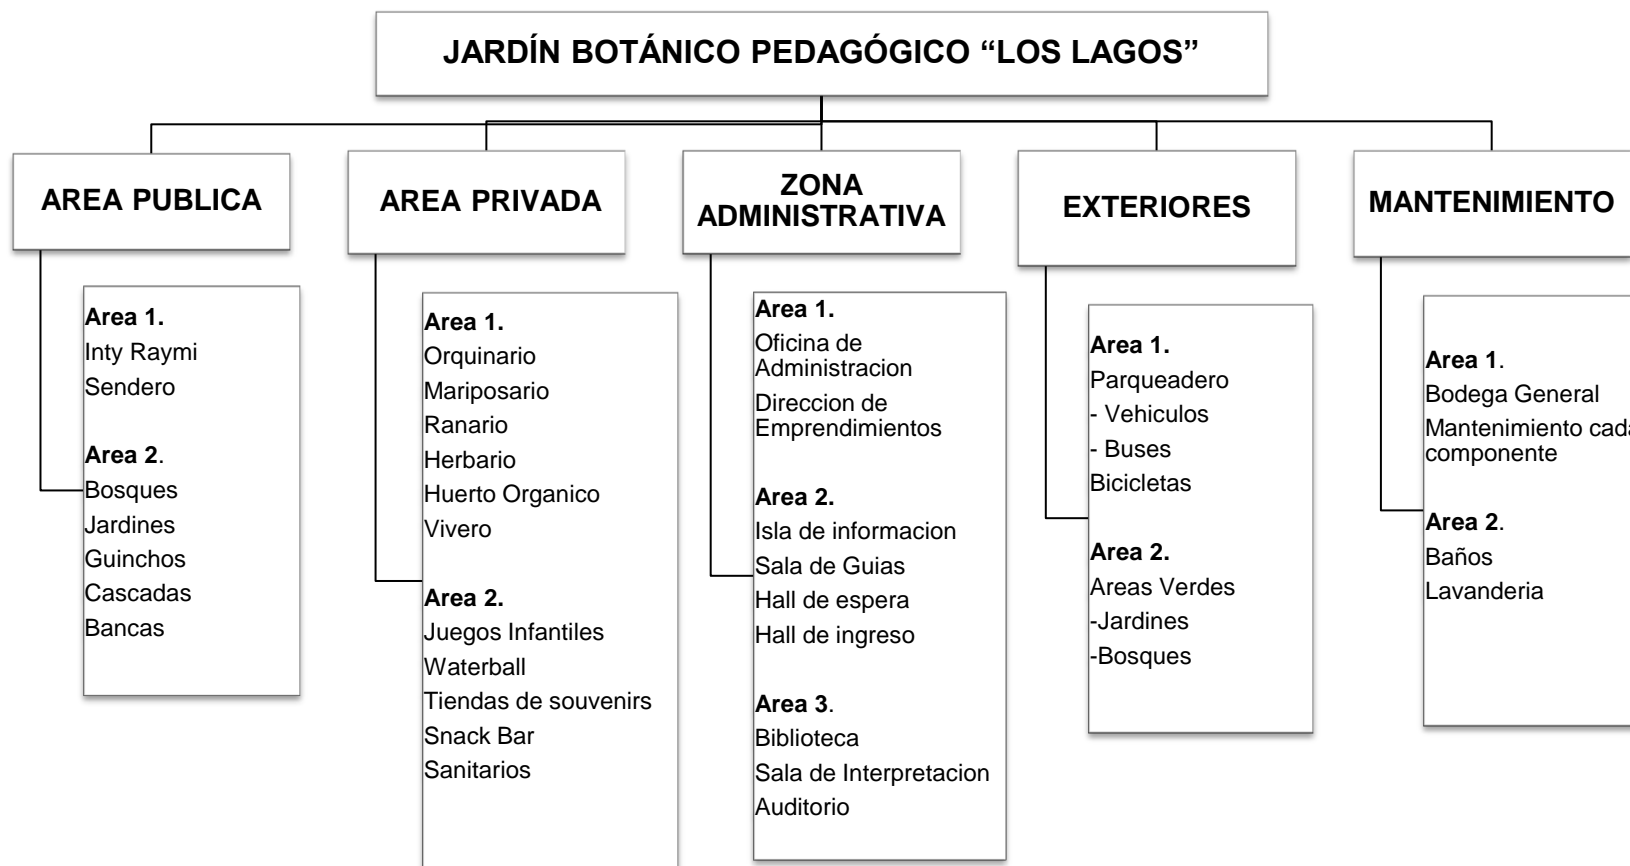 JARDÍN BOTÁNICO PEDAGÓGICO “LOS LAGOS”
AREA PUBLICA
Area 1.
Inty Raymi
Sendero
Area 2.
Bosques
Jardines
Guinchos
Cascadas
Bancas
AREA PRIVADA
Area 1.
Orquinario
Mariposario
Ranario
Herbario
Huerto Organico
Vivero
Area 2.
Juegos Infantiles
Waterball
Tiendas de souvenirs
Snack Bar
Sanitarios
ZONA
ADMINISTRATIVA
Area 1.
Oficina de
Administracion
Direccion de
Emprendimientos
Area 2.
Isla de informacion
Sala de Guias
Hall de espera
Hall de ingreso
Area 3.
Biblioteca
Sala de Interpretacion
Auditorio
EXTERIORES
Area 1.
Parqueadero
- Vehiculos
- Buses
Bicicletas
Area 2.
Areas Verdes
-Jardines
-Bosques
MANTENIMIENTO
Area 1.
Bodega General
Mantenimiento cada
componente
Area 2.
Baños
Lavanderia